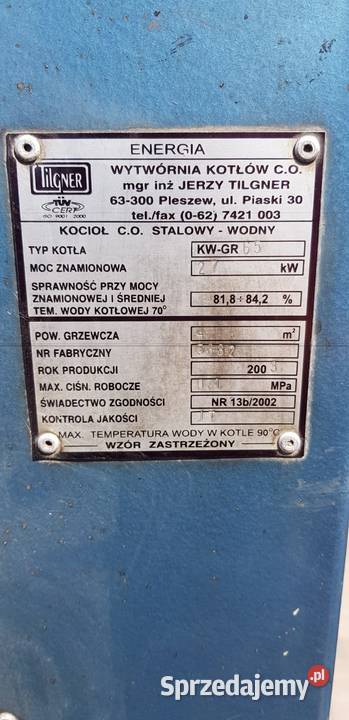 ENERGIA
TILGNER
TÜV
CERT
ISO 9001 2000
WYTWÓRNIA KOTŁÓW C.O.
mgr inż JERZY TILGNER
63-300 Pleszew, ul. Piaski 30
tel./fax (0-62) 7421 003
KOCIOŁ C.O. STALOWY - WODNY
TYP KOTŁA KW-GR
MOC ZNAMIONOWA kW
SPRAWNOŚĆ PRZY MOCY
ZNAMIONOWEJ I ŚREDNIEJ 81,8÷84,2 %
TEM. WODY KOTŁOWEJ 70°
POW. GRZEWCZA m²
NR FABRYCZNY
ROK PRODUKCJI 200
MAX. CIŚN. ROBOCZE MPa
ŚWIADECTWO ZGODNOŚCI NR 13b/2002
KONTROLA JAKOŚCI
MAX. TEMPERATURA WODY W KOTLE 90°C
WZÓR ZASTRZEŻONY
Sprzedajemy.pl